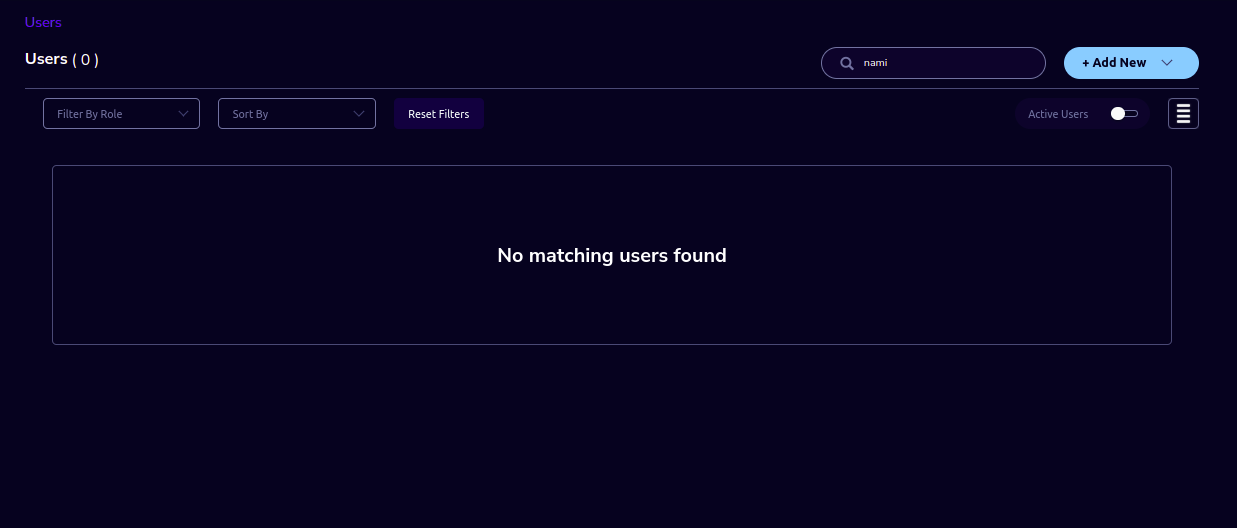 Users
Users ( 0 )
nami
+ Add New
Filter By Role
Sort By
Reset Filters
Active Users
No matching users found